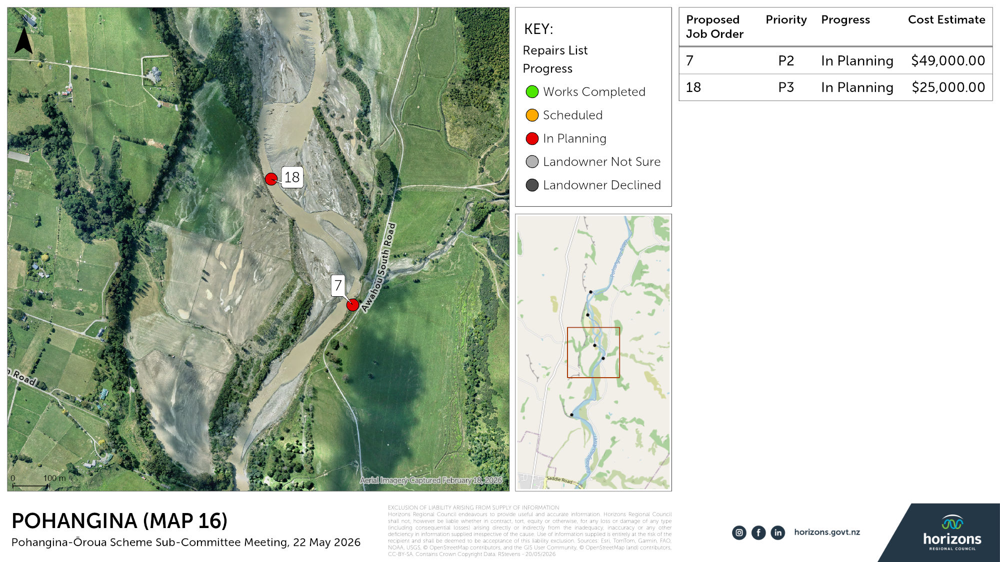 N
18
7
Awahou South Road
n Road
0 100 m
Aerial Imagery Captured February 18, 2026
KEY:
Repairs List
Progress
Works Completed
Scheduled
In Planning
Landowner Not Sure
Landowner Declined
Pohangina River
Pohangina River
Saddle Road
Proposed Job Order Priority Progress Cost Estimate
7 P2 In Planning $49,000.00
18 P3 In Planning $25,000.00
POHANGINA (MAP 16)
Pohangina-Ōroua Scheme Sub-Committee Meeting, 22 May 2026
EXCLUSION OF LIABILITY ARISING FROM SUPPLY OF INFORMATION
Horizons Regional Council endeavours to provide useful and accurate information. Horizons Regional Council
shall not, however be liable whether in contract, tort, equity or otherwise, for any loss or damage of any type
(including consequential losses) arising directly or indirectly from the inadequacy, inaccuracy or any other
deficiency in information supplied irrespective of the cause. Use of information supplied is entirely at the risk of the
recipient and shall be deemed to be acceptance of this liability exclusion. Sources: Esri, TomTom, Garmin, FAO,
NOAA, USGS, © OpenStreetMap contributors, and the GIS User Community, © OpenStreetMap (and) contributors,
CC-BY-SA. Contains Crown Copyright Data. RStevens - 20/05/2026
horizons.govt.nz
horizons
REGIONAL COUNCIL